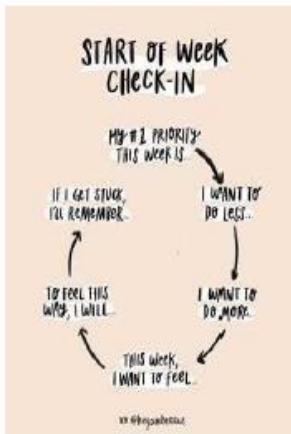 START OF WEEK
CHECK-IN
MY #1 PRIORITY
THIS WEEK IS...
I WANT TO
DO LESS...
I WANT TO
DO MORE...
THIS WEEK,
I WANT TO FEEL...
TO FEEL THIS
WAY, I WILL...
IF I GET STUCK,
I'LL REMEMBER...